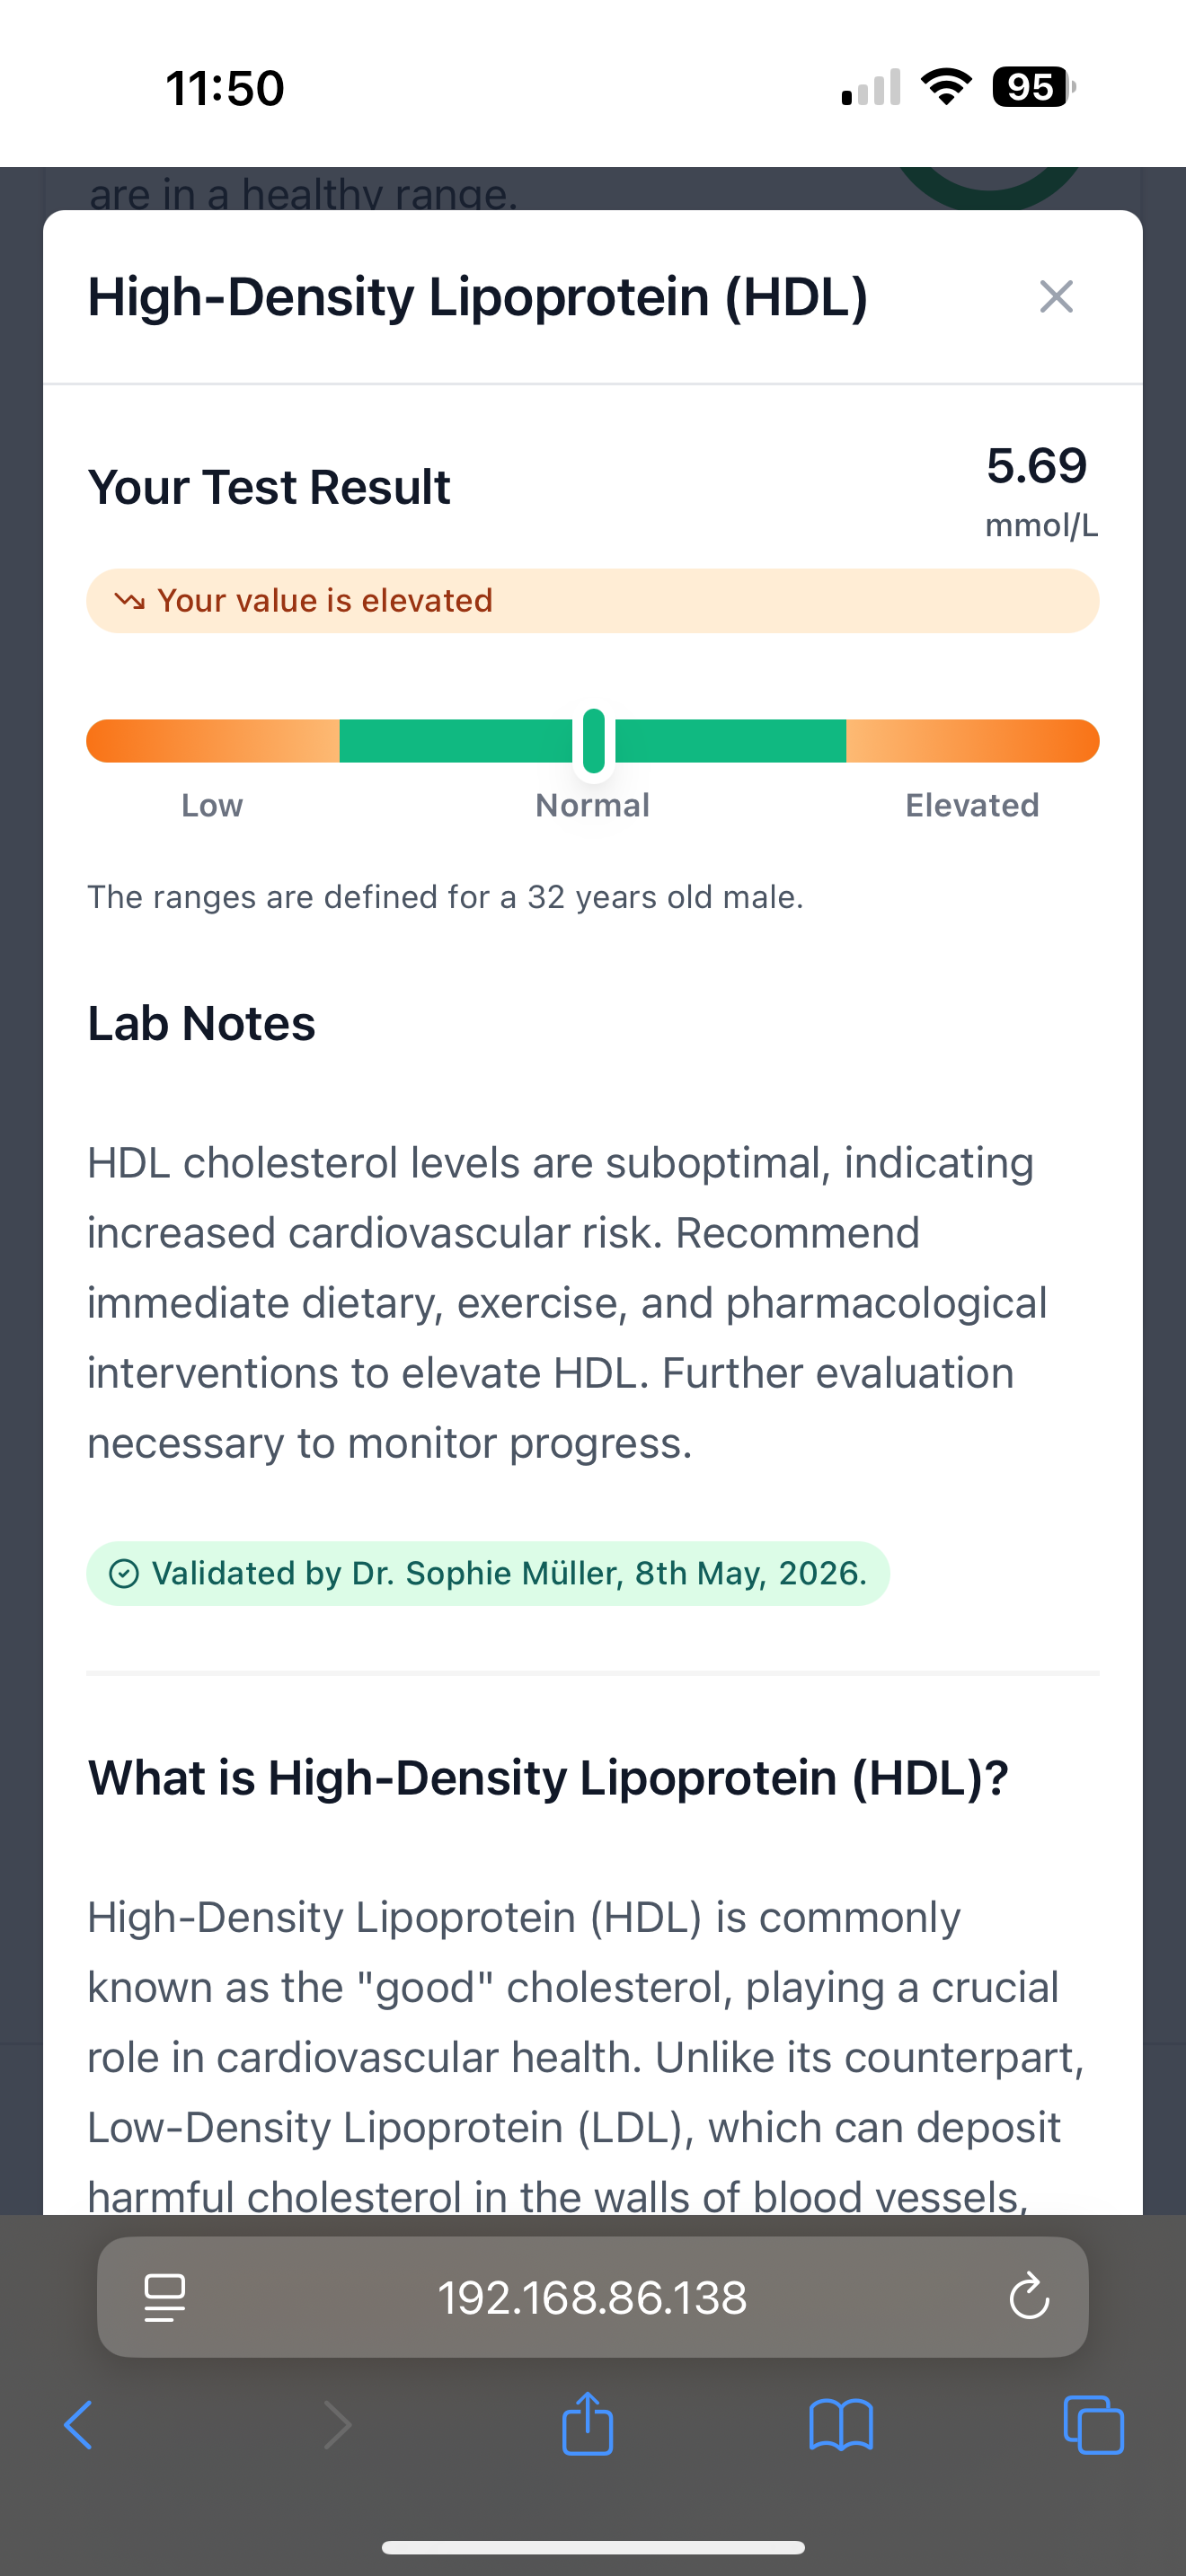 11:50
95
are in a healthy range.
High-Density Lipoprotein (HDL)
Your Test Result
5.69
mmol/L
Your value is elevated
Low
Normal
Elevated
The ranges are defined for a 32 years old male.
Lab Notes
HDL cholesterol levels are suboptimal, indicating
increased cardiovascular risk. Recommend
immediate dietary, exercise, and pharmacological
interventions to elevate HDL. Further evaluation
necessary to monitor progress.
Validated by Dr. Sophie Müller, 8th May, 2026.
What is High-Density Lipoprotein (HDL)?
High-Density Lipoprotein (HDL) is commonly
known as the "good" cholesterol, playing a crucial
role in cardiovascular health. Unlike its counterpart,
Low-Density Lipoprotein (LDL), which can deposit
harmful cholesterol in the walls of blood vessels,
192.168.86.138